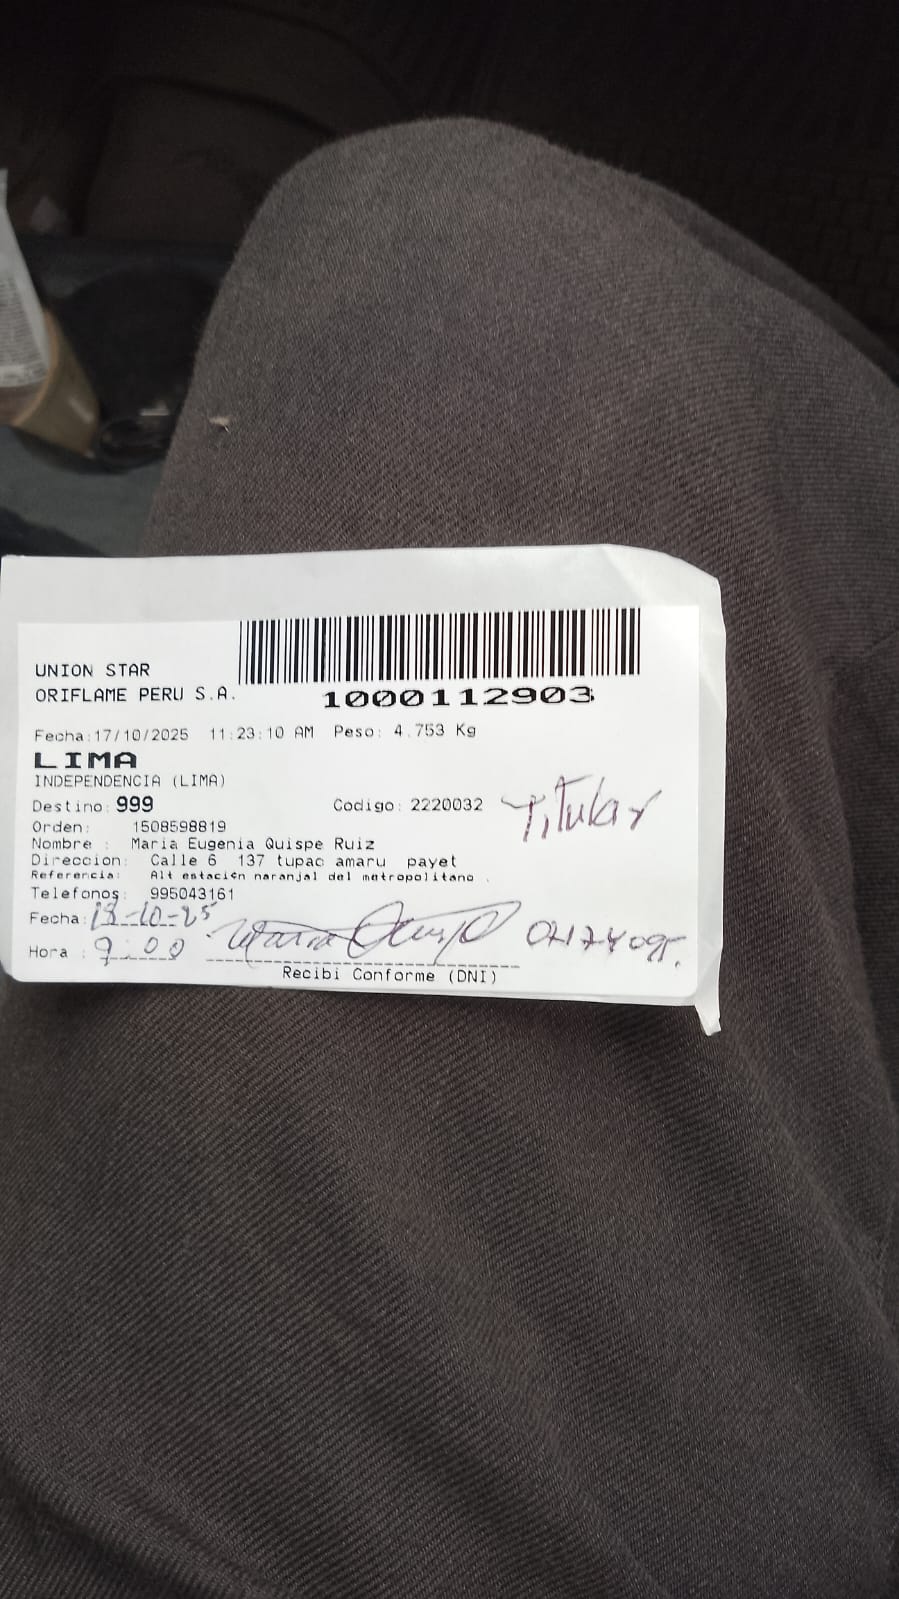 UNION STAR
ORIFLAME PERU S.A.
1000112903
Fecha:17/10/2025 11:23:10 AM Peso: 4.753 Kg
LIMA
INDEPENDENCIA (LIMA)
Destino: 999 Codigo: 2220032 Titular
Orden: 1508598819
Nombre : Maria Eugenia Quispe Ruiz
Direccion: Calle 6 137 tupac amaru payet
Referencia: Alt estación naranjal del metropolitano .
Telefonos: 995043161
Fecha: 18-10-25
Hora : 9:00
Recibi Conforme (DNI)